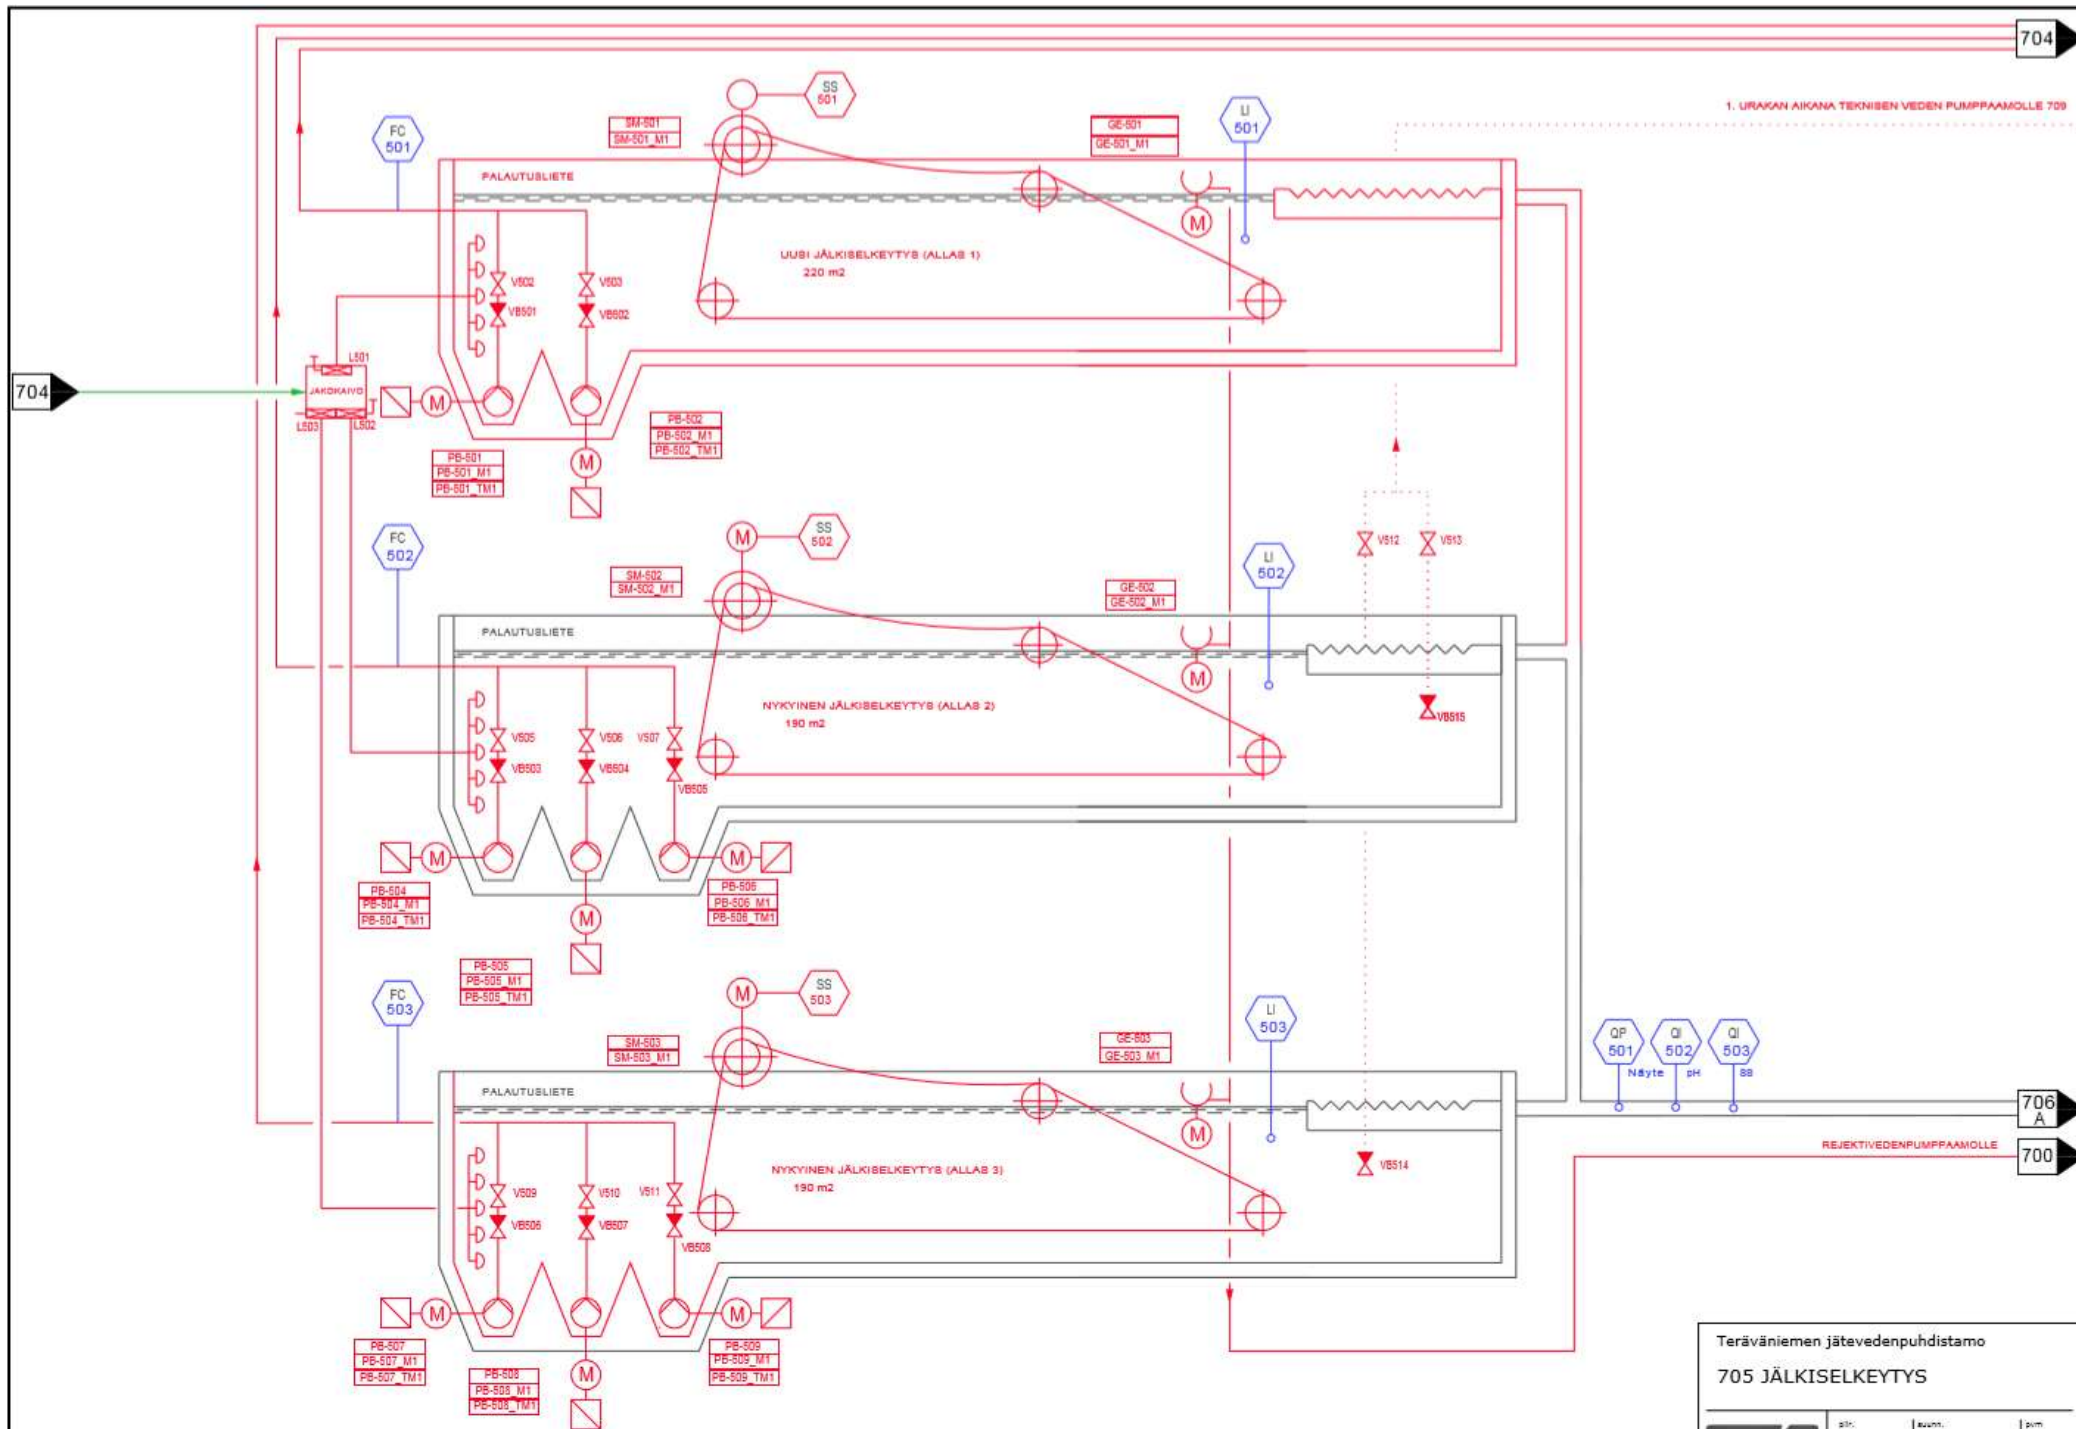 704
1. URAKAN AIKANA TEKNISEN VEDEN PUMPPAAMOLLE 709
SS
501
LI
501
FC
501
SM-501
SM-501_M1
GE-501
GE-501_M1
PALAUTUSLIETE
UUSI JÄLKISELKEYTYS (ALLAS 1)
220 m2
V502
V503
VB501
VB502
L501
JAKOKAIVO
L503
L502
704
M
M
M
PB-501
PB-501_M1
PB-501_TM1
PB-502
PB-502_M1
PB-502_TM1
FC
502
M
SS
502
LI
502
V512
V513
SM-502
SM-502_M1
GE-502
GE-502_M1
PALAUTUSLIETE
M
NYKYINEN JÄLKISELKEYTYS (ALLAS 2)
190 m2
VB515
V505
V506
V507
VB503
VB504
VB505
M
M
M
PB-504
PB-504_M1
PB-504_TM1
PB-506
PB-506_M1
PB-506_TM1
PB-505
PB-505_M1
PB-505_TM1
FC
503
M
SS
503
LI
503
SM-503
SM-503_M1
GE-503
GE-503_M1
QP
501
Näyte
QI
502
pH
QI
503
SS
PALAUTUSLIETE
M
706
A
REJEKTIVEDENPUMPPAAMOLLE
700
NYKYINEN JÄLKISELKEYTYS (ALLAS 3)
190 m2
VB514
V509
V510
V511
VB506
VB507
VB508
M
M
M
PB-507
PB-507_M1
PB-507_TM1
PB-508
PB-508_M1
PB-508_TM1
PB-509
PB-509_M1
PB-509_TM1
Teräväniemen jätevedenpuhdistamo
705 JÄLKISELKEYTYS
piir.
suunn.
pvm